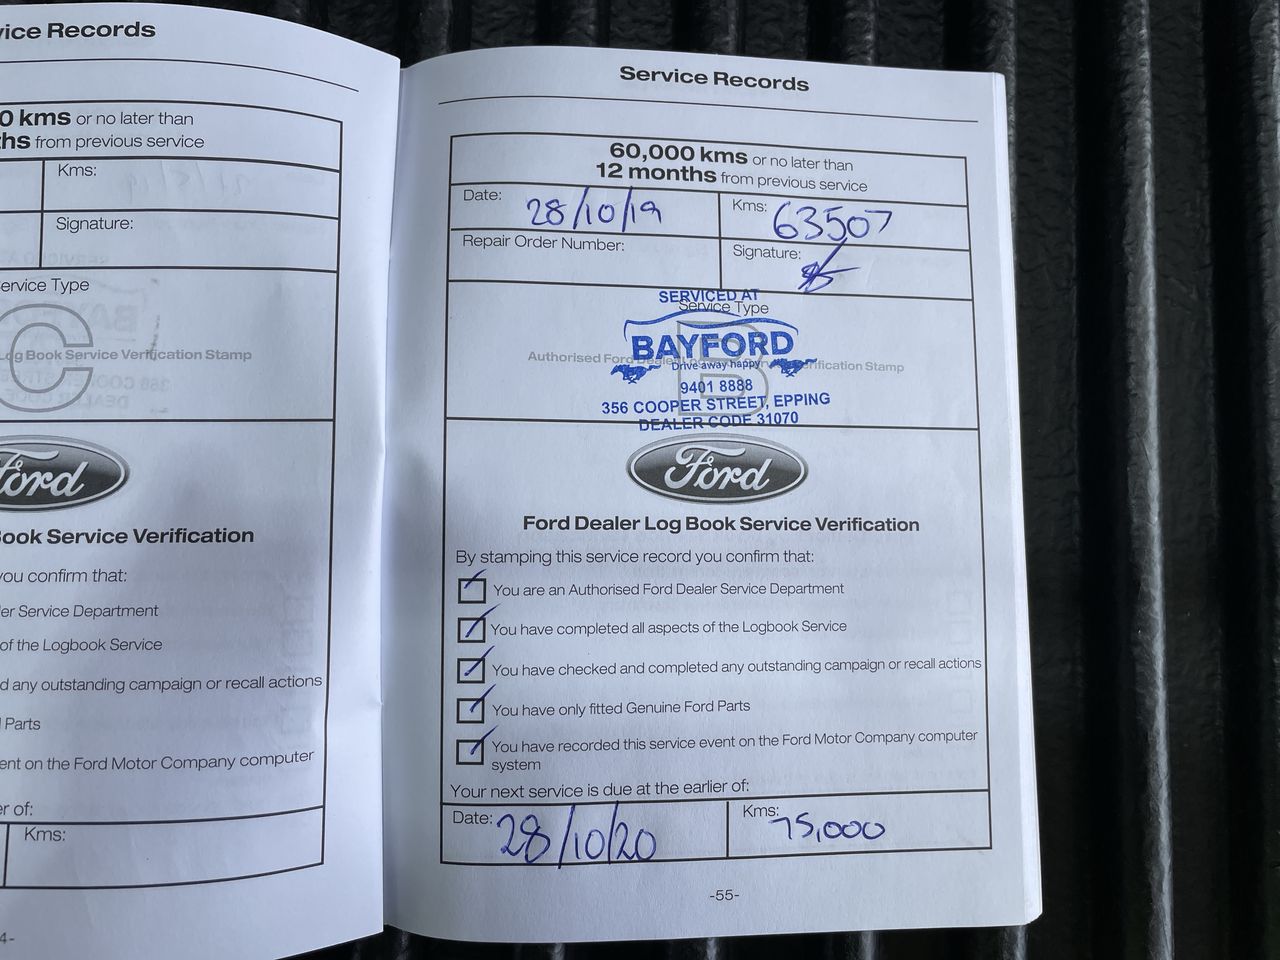 vice Records
0 kms or no later than
ths from previous service
Kms:
Signature:
ervice Type
C
Log Book Service Verification Stamp
Ford
Book Service Verification
you confirm that:
er Service Department
of the Logbook Service
d any outstanding campaign or recall actions
l Parts
ent on the Ford Motor Company computer
er of:
Kms:
4-
Service Records
60,000 kms or no later than
12 months from previous service
Date: 28/10/19
Kms: 63507
Repair Order Number:
Signature:
SERVICED AT
Service Type
B
BAYFORD
Authorised Ford Dealer Log Book Service Verification Stamp
Drive away happy
9401 8888
356 COOPER STREET, EPPING
DEALER CODE 31070
Ford
Ford Dealer Log Book Service Verification
By stamping this service record you confirm that:
You are an Authorised Ford Dealer Service Department
You have completed all aspects of the Logbook Service
You have checked and completed any outstanding campaign or recall actions
You have only fitted Genuine Ford Parts
You have recorded this service event on the Ford Motor Company computer
system
Your next service is due at the earlier of:
Date: 28/10/20
Kms: 75,000
-55-